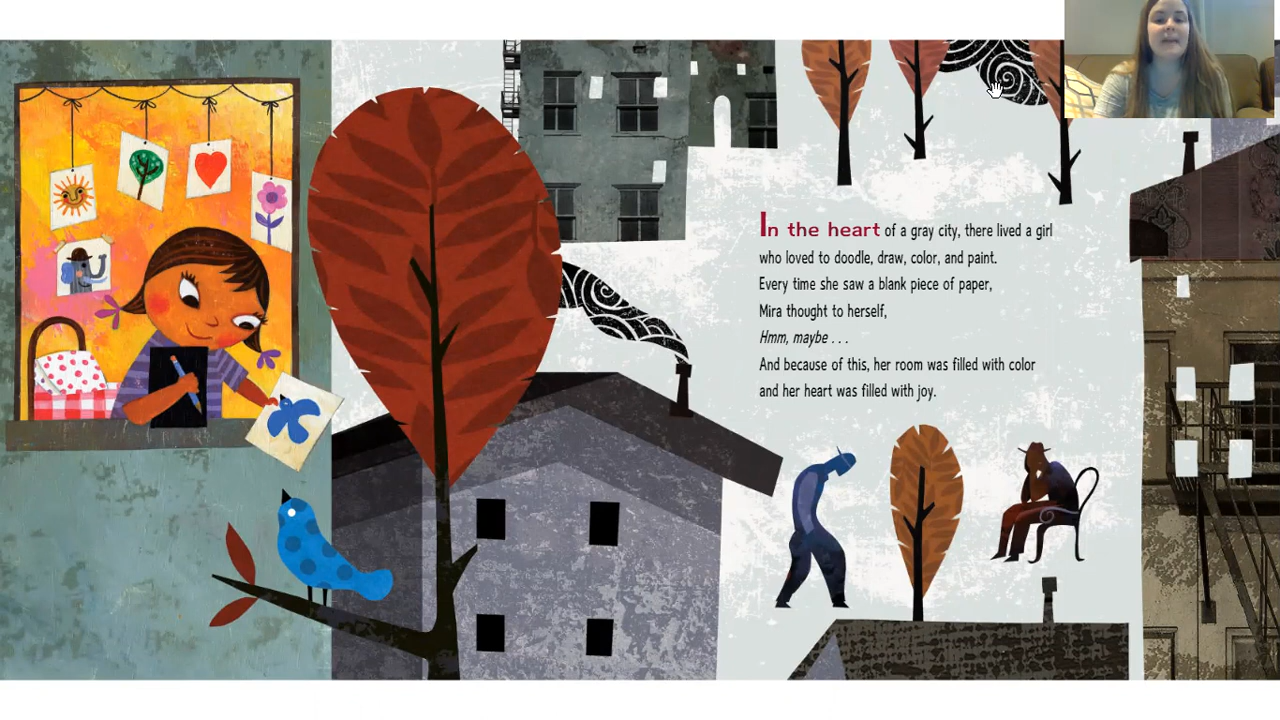 In the heart of a gray city, there lived a girl
who loved to doodle, draw, color, and paint.
Every time she saw a blank piece of paper,
Mira thought to herself,
Hmm, maybe . . .
And because of this, her room was filled with color
and her heart was filled with joy.